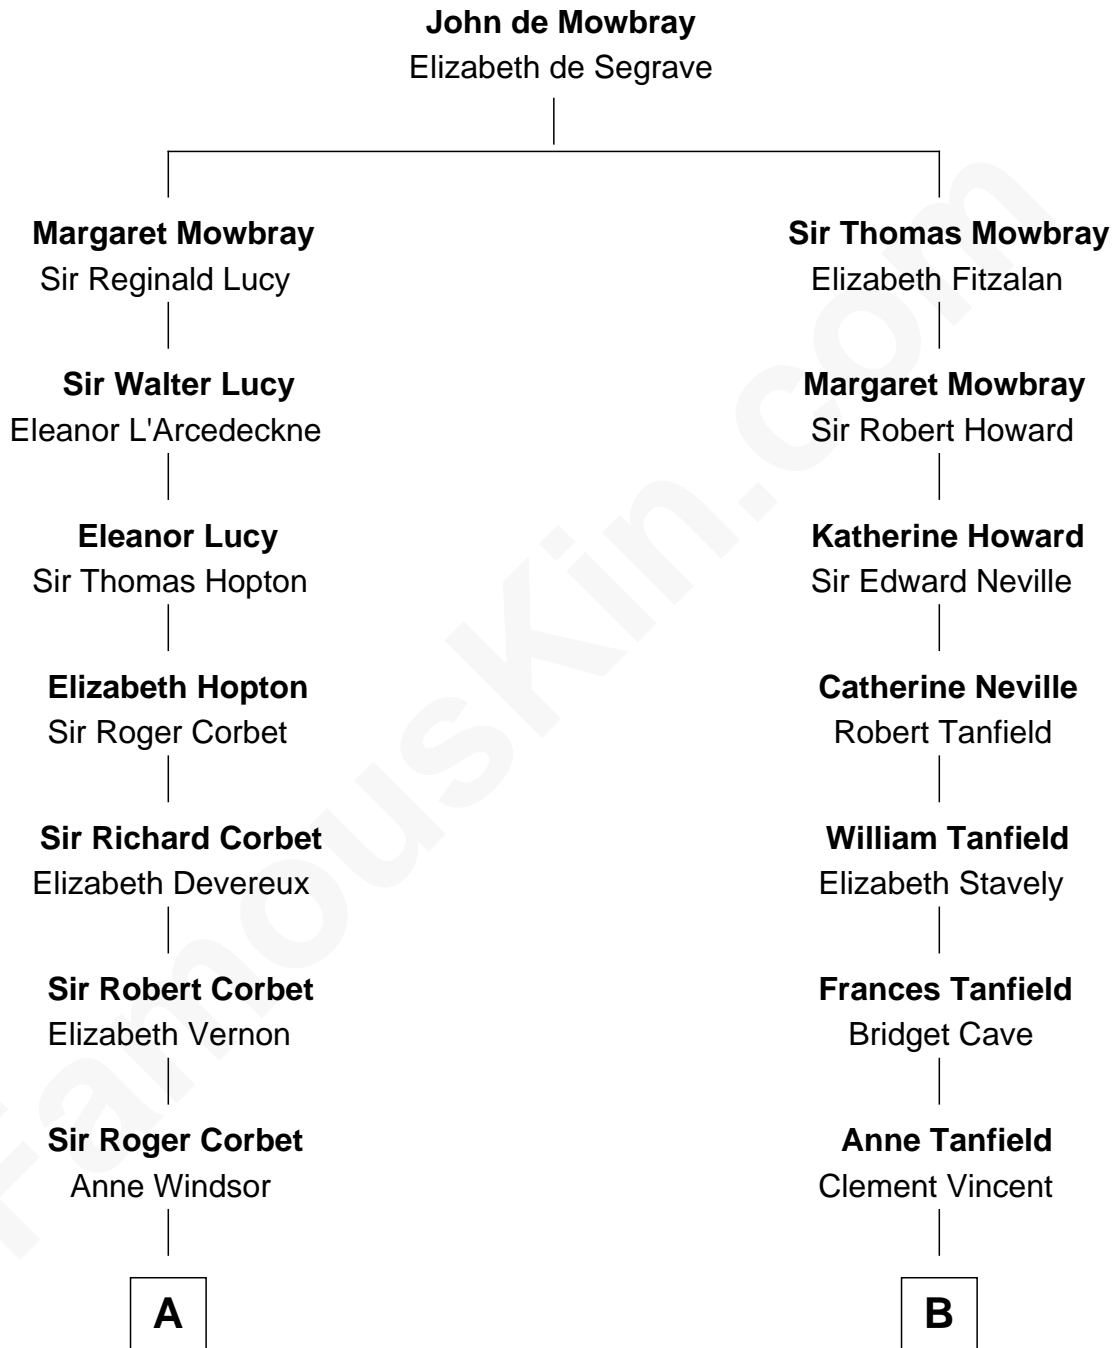 John de Mowbray
Elizabeth de Segrave
Margaret Mowbray
Sir Reginald Lucy
Sir Thomas Mowbray
Elizabeth Fitzalan
Sir Walter Lucy
Eleanor L'Arcedeckne
Margaret Mowbray
Sir Robert Howard
Eleanor Lucy
Sir Thomas Hopton
Katherine Howard
Sir Edward Neville
Elizabeth Hopton
Sir Roger Corbet
Catherine Neville
Robert Tanfield
Sir Richard Corbet
Elizabeth Devereux
William Tanfield
Elizabeth Stavely
Sir Robert Corbet
Elizabeth Vernon
Frances Tanfield
Bridget Cave
Sir Roger Corbet
Anne Windsor
Anne Tanfield
Clement Vincent
A
B
FamousKin.com